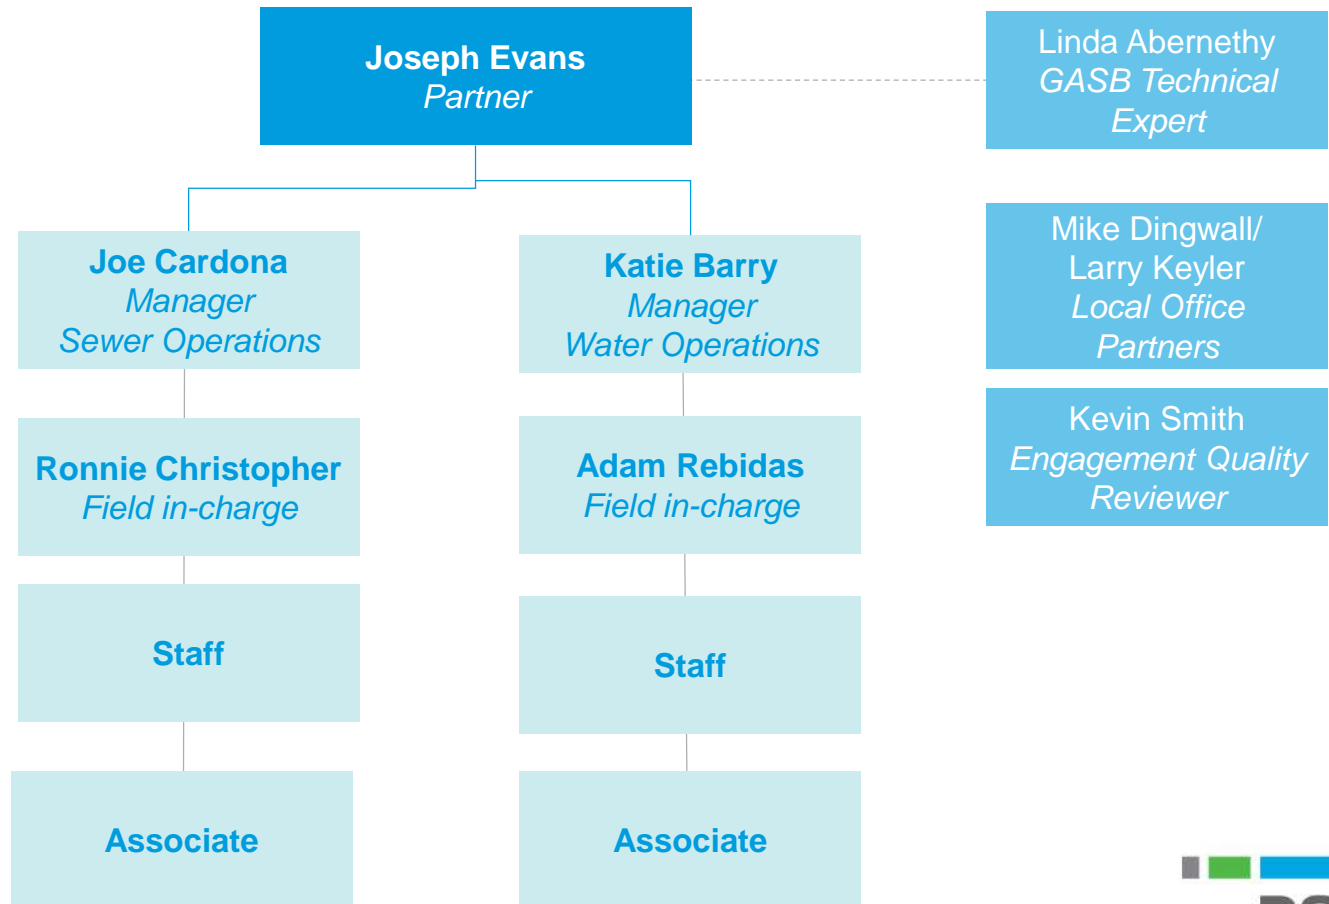 Joseph Evans
Partner
Linda Abernethy
GASB Technical
Expert
Mike Dingwall/
Larry Keyler
Local Office
Partners
Kevin Smith
Engagement Quality
Reviewer
Joe Cardona
Manager
Sewer Operations
Katie Barry
Manager
Water Operations
Ronnie Christopher
Field in-charge
Adam Rebidas
Field in-charge
Staff
Staff
Associate
Associate